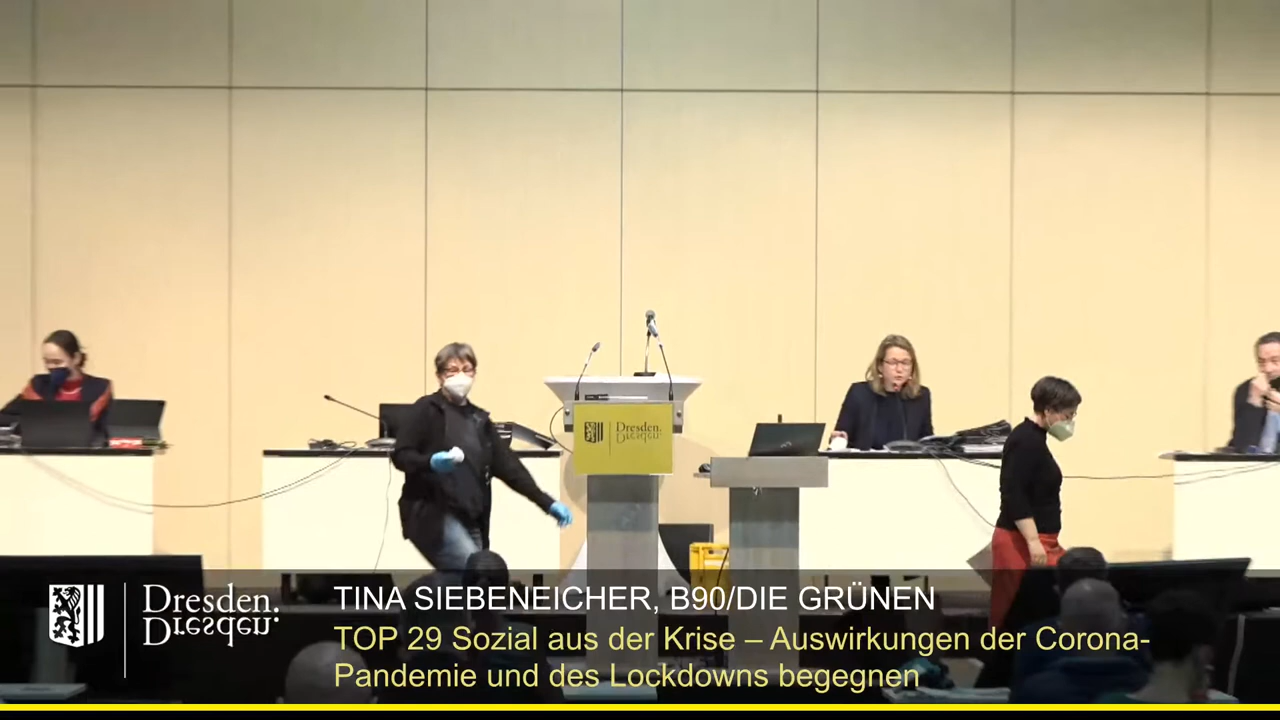 Dresden.
Dresden.
Dresden.
Dresden.
TINA SIEBENEICHER, B90/DIE GRÜNEN
TOP 29 Sozial aus der Krise – Auswirkungen der Corona-
Pandemie und des Lockdowns begegnen